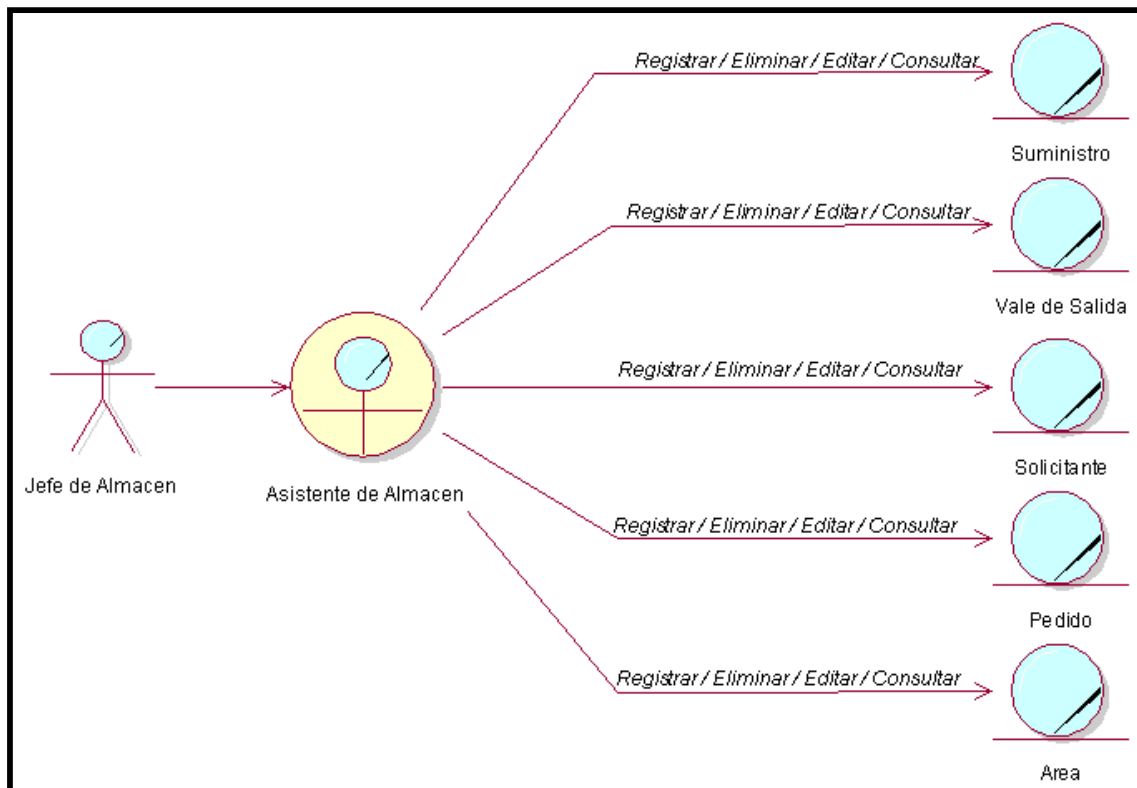 Registrar / Eliminar / Editar / Consultar
Suministro
Registrar / Eliminar / Editar / Consultar
Vale de Salida
Registrar / Eliminar / Editar / Consultar
Solicitante
Jefe de Almacen
Asistente de Almacen
Registrar / Eliminar / Editar / Consultar
Pedido
Registrar / Eliminar / Editar / Consultar
Area